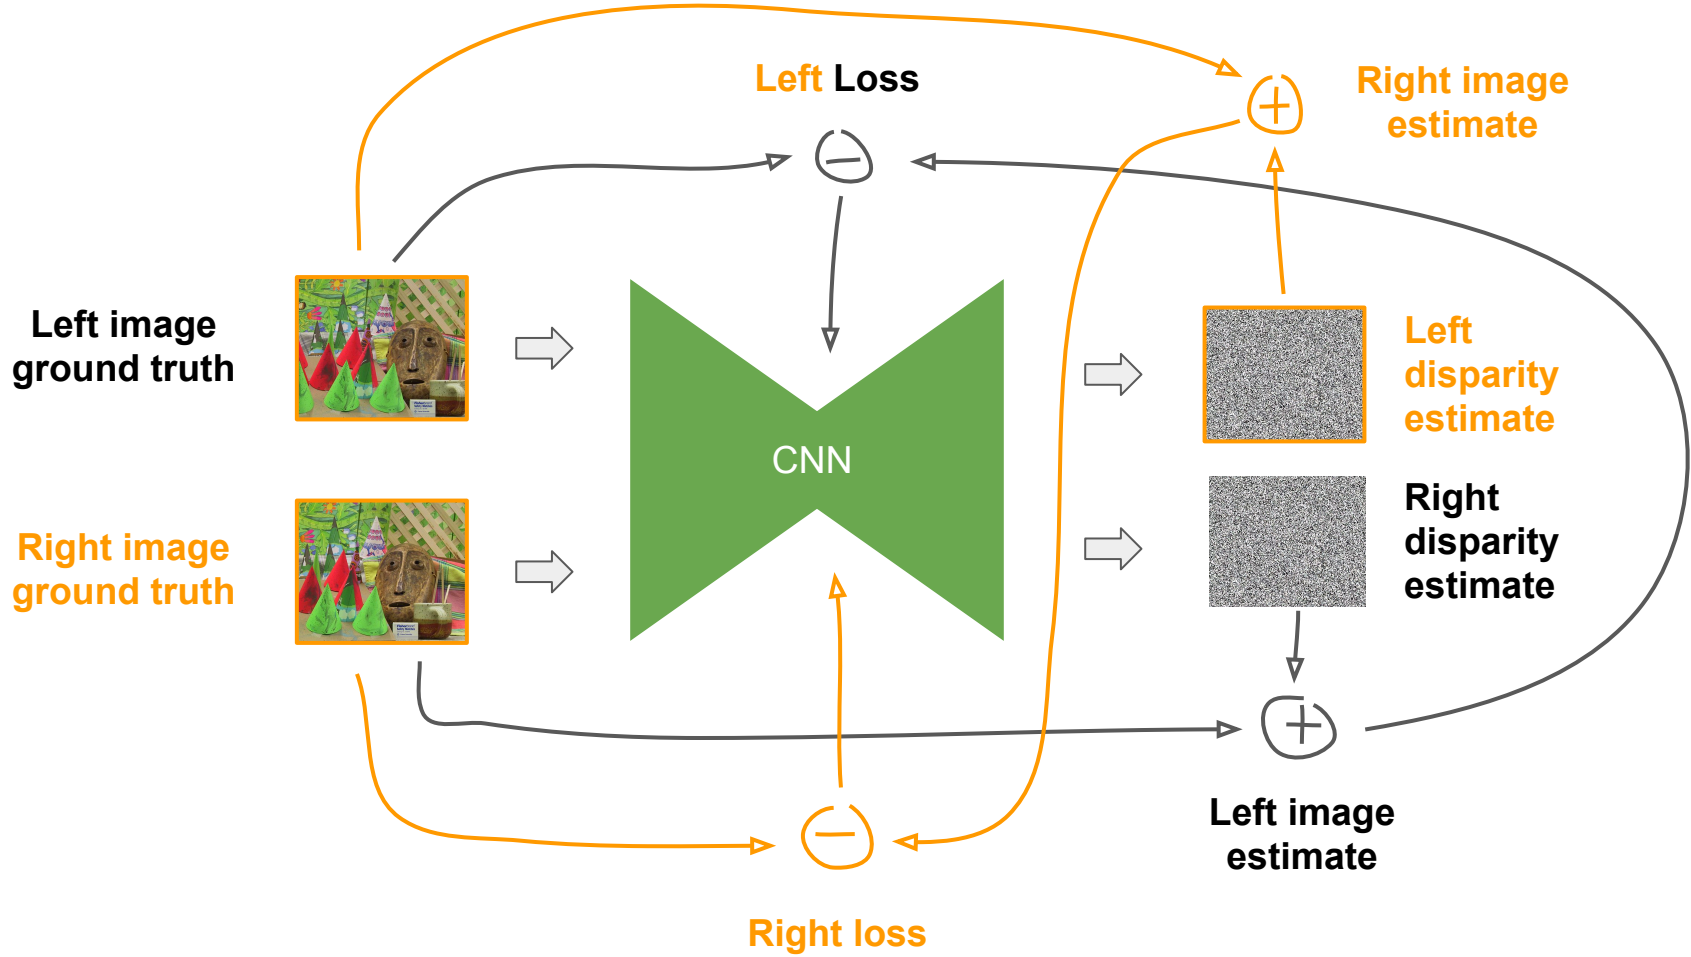 Left Loss
Right image
estimate
Left image
ground truth
Left
disparity
estimate
CNN
Right image
ground truth
Right
disparity
estimate
Left image
estimate
Right loss